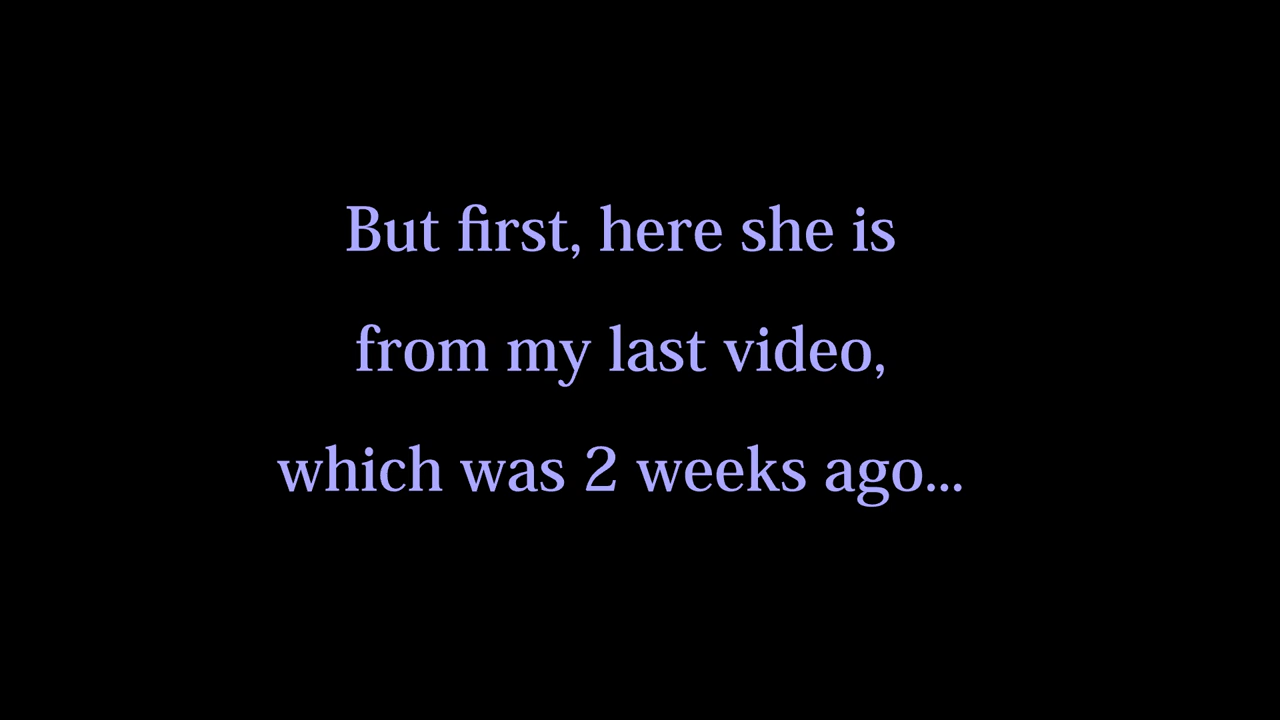 But first, here she is
from my last video,
which was 2 weeks ago...